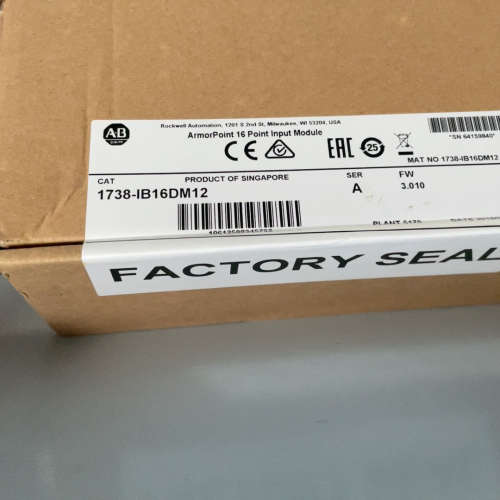 AB
Rockwell Automation, 1201 S 2nd St, Milwaukee, WI 53204, USA
ArmorPoint 16 Point Input Module
CE
EAC
25
*SN 64159840*
MAT NO 1738-IB16DM12
CAT
PRODUCT OF SINGAPORE
SER
FW
1738-IB16DM12
A
3.010
FACTORY SEAL